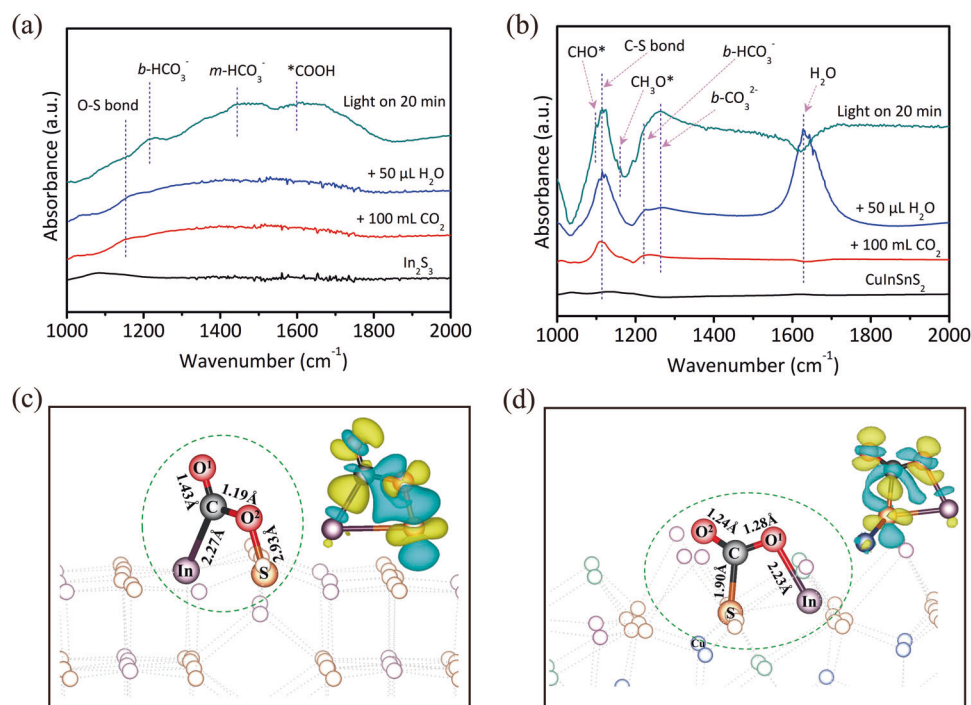 (a)
O-S bond
b-HCO₃⁻
m-HCO₃⁻
*COOH
Light on 20 min
+ 50 μL H₂O
+ 100 mL CO₂
In₂S₃
Absorbance (a.u.)
1000 1200 1400 1600 1800 2000
Wavenumber (cm⁻¹)
(b)
CHO*
C-S bond
CH₃O*
b-HCO₃⁻
b-CO₃²⁻
H₂O
Light on 20 min
+ 50 μL H₂O
+ 100 mL CO₂
CuInSnS₂
Absorbance (a.u.)
1000 1200 1400 1600 1800 2000
Wavenumber (cm⁻¹)
(c)
O¹
1.43Å
C
1.19Å
O²
2.27Å
2.93Å
In
S
(d)
O²
1.24Å
C
1.28Å
O¹
1.90Å
2.23Å
S
In
Cu